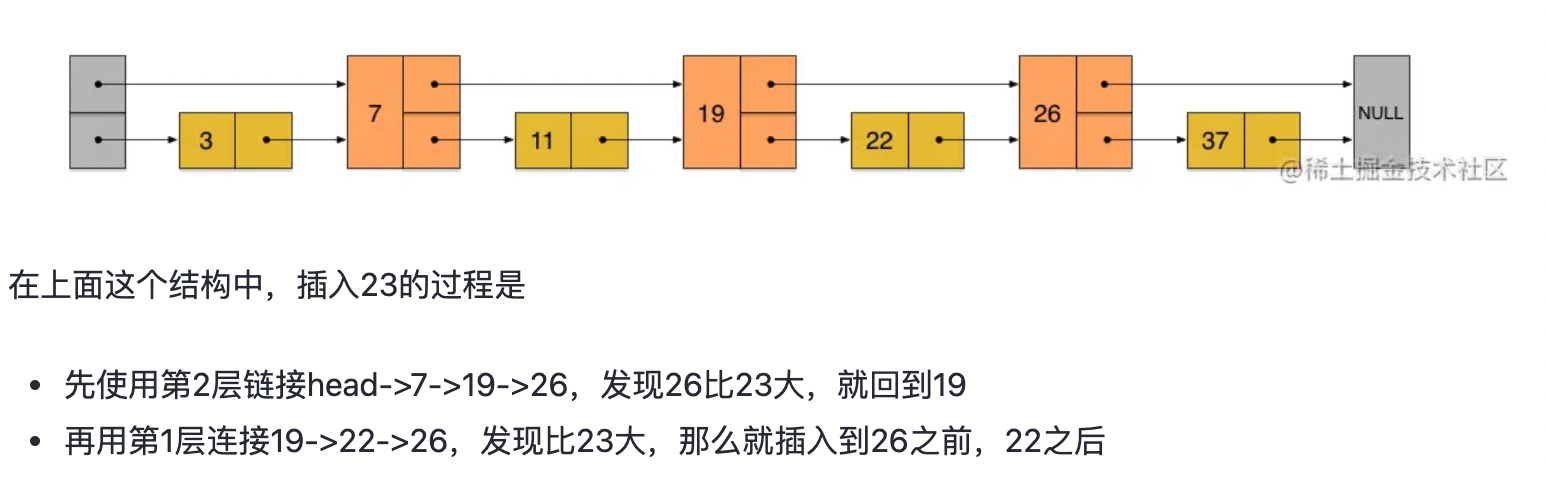 3 7 11 19 22 26 37 NULL
@稀土掘金技术社区
在上面这个结构中，插入23的过程是
• 先使用第2层链接head->7->19->26，发现26比23大，就回到19
• 再用第1层连接19->22->26，发现比23大，那么就插入到26之前，22之后